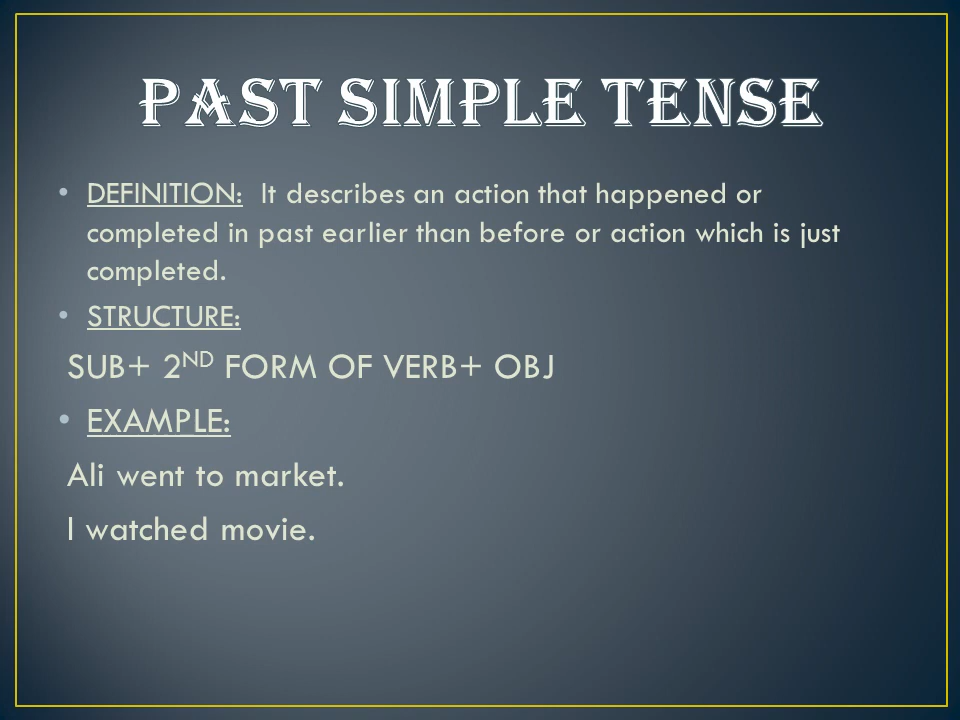 PAST SIMPLE TENSE
• DEFINITION: It describes an action that happened or
completed in past earlier than before or action which is just
completed.
• STRUCTURE:
SUB+ 2ND FORM OF VERB+ OBJ
• EXAMPLE:
Ali went to market.
I watched movie.